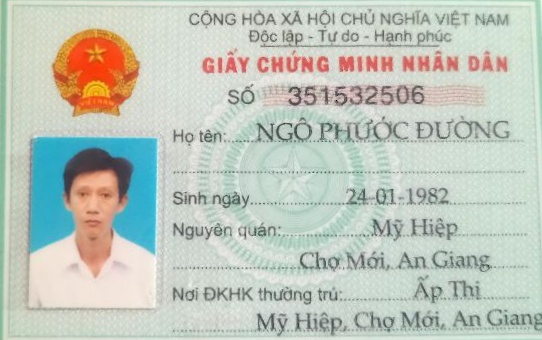 CỘNG HÒA XÃ HỘI CHỦ NGHĨA VIỆT NAM
Độc lập - Tự do - Hạnh phúc
GIẤY CHỨNG MINH NHÂN DÂN
SỐ 351532506
Họ tên: NGÔ PHƯỚC ĐƯỜNG
Sinh ngày 24-01-1982
Nguyên quán: Mỹ Hiệp
Chợ Mới, An Giang
Nơi ĐKHK thường trú: Ấp Thị
Mỹ Hiệp, Chợ Mới, An Giang
VIỆT NAM